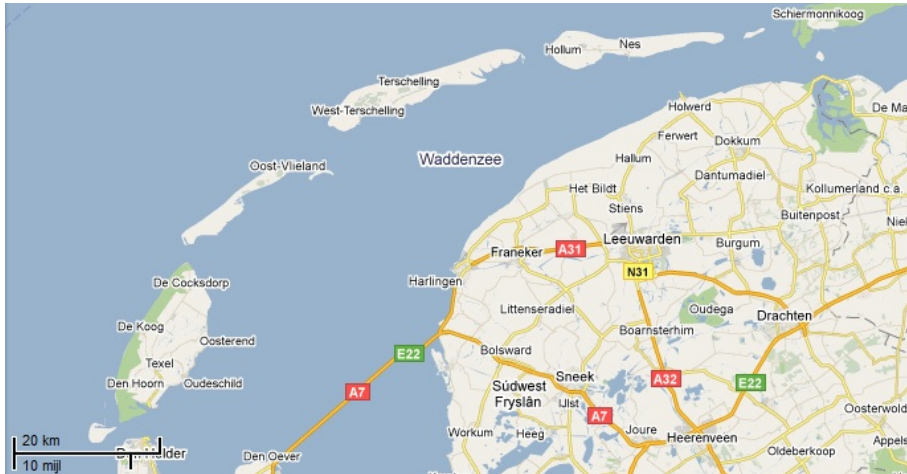 Schiermonnikoog
Hollum
Nes
Terschelling
West-Terschelling
Holwerd
De Ma
Ferwert
Dokkum
Waddenzee
Hallum
Oost-Vlieland
Dantumadiel
Het Bildt
Kollumerland c.a.
Stiens
Buitenpost
Niel
Leeuwarden
Franeker
A31
Burgum
N31
De Cocksdorp
Harlingen
Littenseradiel
Oudega
Drachten
De Koog
Oosterend
Boarnsterhim
E22
Bolsward
Texel
Den Hoorn
Oudeschild
A7
Súdwest
Fryslân
Sneek
A32
E22
IJlst
A7
Oosterwold
Workum
Heeg
Joure
Heerenveen
Appels
20 km
Den Helder
Den Oever
Oldeberkoop
10 mijl